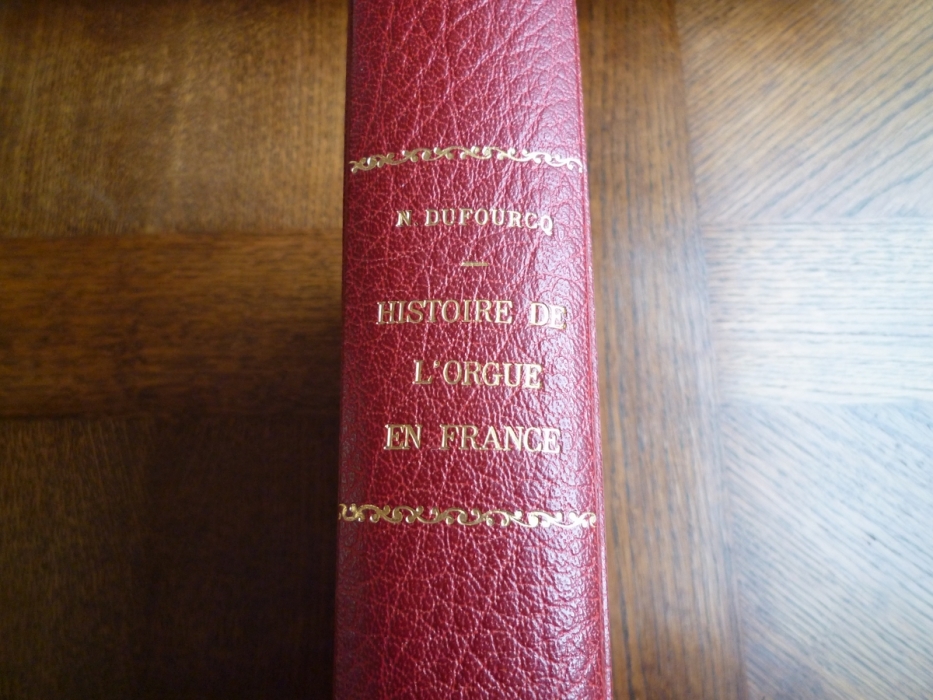 N DUFOURCQ
HISTOIRE DE
L'ORGUE
EN FRANCE